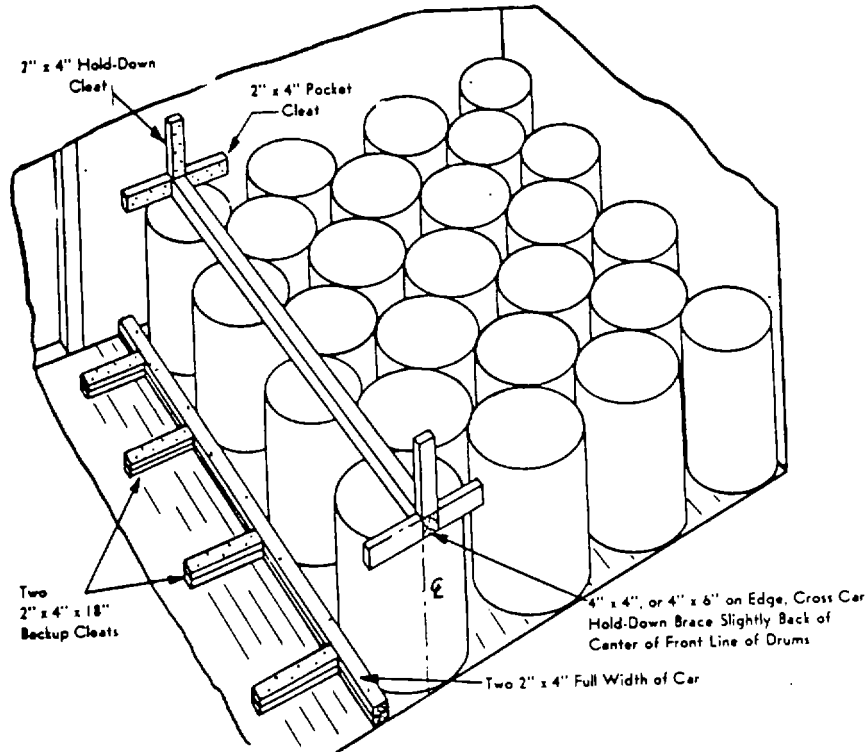 2" x 4" Hold-Down
Cleat
2" x 4" Pocket
Cleat
℄
Two
2" x 4" x 18"
Backup Cleats
4" x 4", or 4" x 6" on Edge, Cross Car
Hold-Down Brace Slightly Back of
Center of Front Line of Drums
Two 2" x 4" Full Width of Car